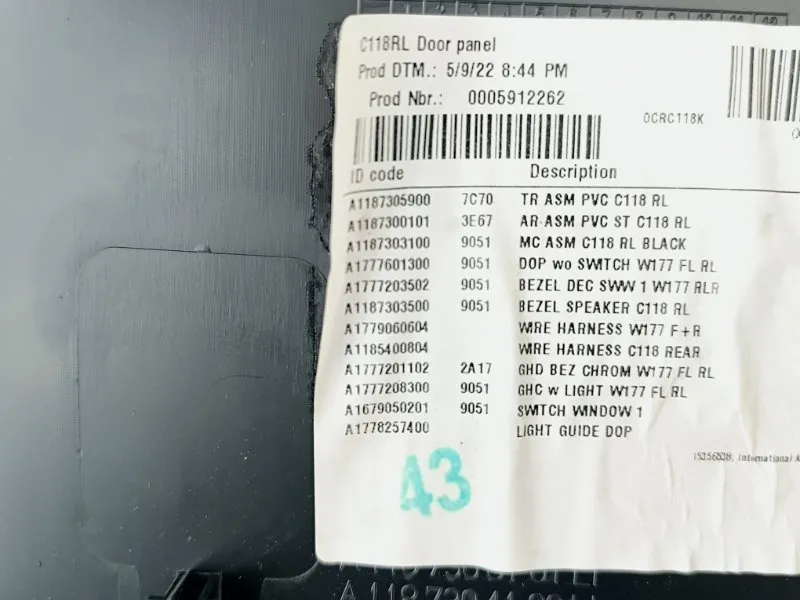 C118RL Door panel
Prod DTM.: 5/9/22 8:44 PM
Prod Nbr.: 0005912262
OCRC118K
ID code Description
A1187305900 7C70 TR ASM PVC C118 RL
A1187300101 3E67 AR-ASM PVC ST C118 RL
A1187303100 9051 MC ASM C118 RL BLACK
A1777601300 9051 DOP wo SWITCH W177 FL RL
A1777203502 9051 BEZEL DEC SWW 1 W177 RLR
A1187303500 9051 BEZEL SPEAKER C118 RL
A1779060604 WIRE HARNESS W177 F+R
A1185400804 WIRE HARNESS C118 REAR
A1777201102 2A17 GHD BEZ CHROM W177 FL RL
A1777208300 9051 GHC w LIGHT W177 FL RL
A1679050201 9051 SWITCH WINDOW 1
A1778257400 LIGHT GUIDE DOP
International A
43